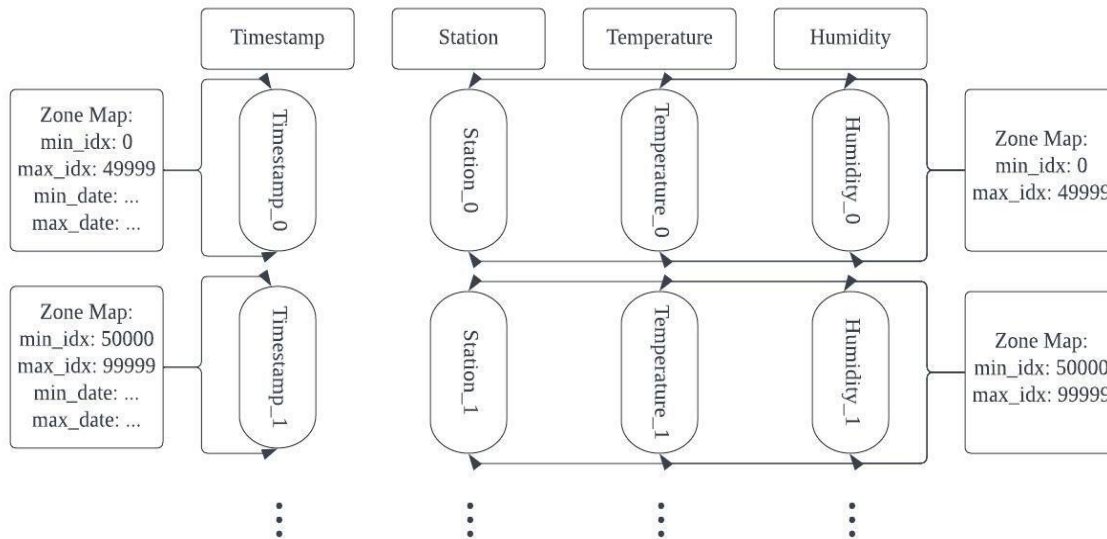 Timestamp
Station
Temperature
Humidity
Zone Map:
min_idx: 0
max_idx: 49999
min_date: ...
max_date: ...
Timestamp_0
Station_0
Temperature_0
Humidity_0
Zone Map:
min_idx: 0
max_idx: 49999
Zone Map:
min_idx: 50000
max_idx: 99999
min_date: ...
max_date: ...
Timestamp_1
Station_1
Temperature_1
Humidity_1
Zone Map:
min_idx: 50000
max_idx: 99999